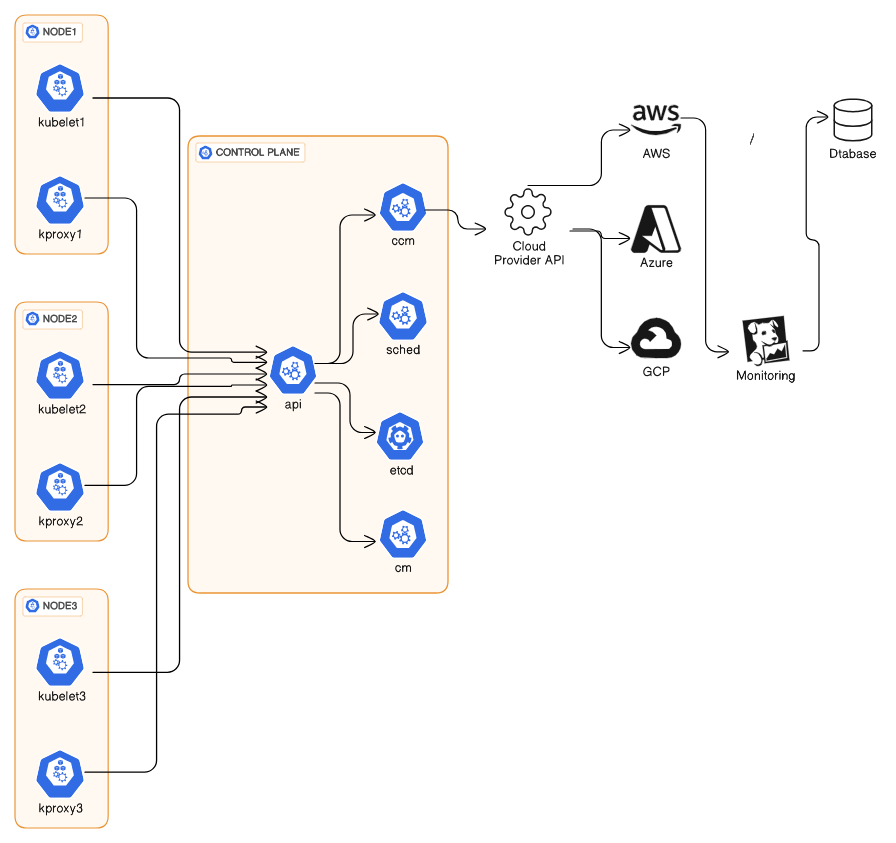 NODE1
kubelet1
kproxy1
NODE2
kubelet2
kproxy2
NODE3
kubelet3
kproxy3
CONTROL PLANE
ccm
sched
api
etcd
cm
Cloud
Provider API
aws
AWS
Azure
GCP
/
Monitoring
Dtabase